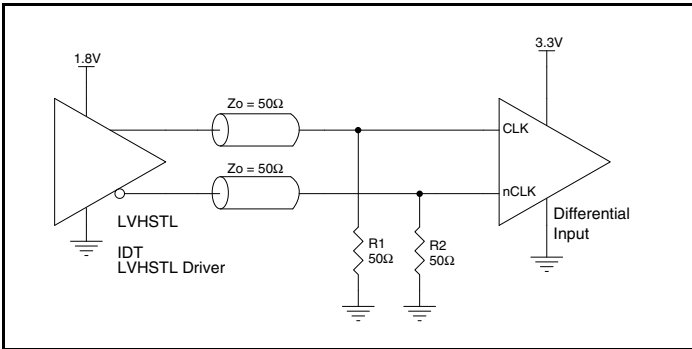 1.8V
3.3V
Zo = 50Ω
CLK
Zo = 50Ω
nCLK
LVHSTL
IDT
LVHSTL Driver
R1
50Ω
R2
50Ω
Differential
Input